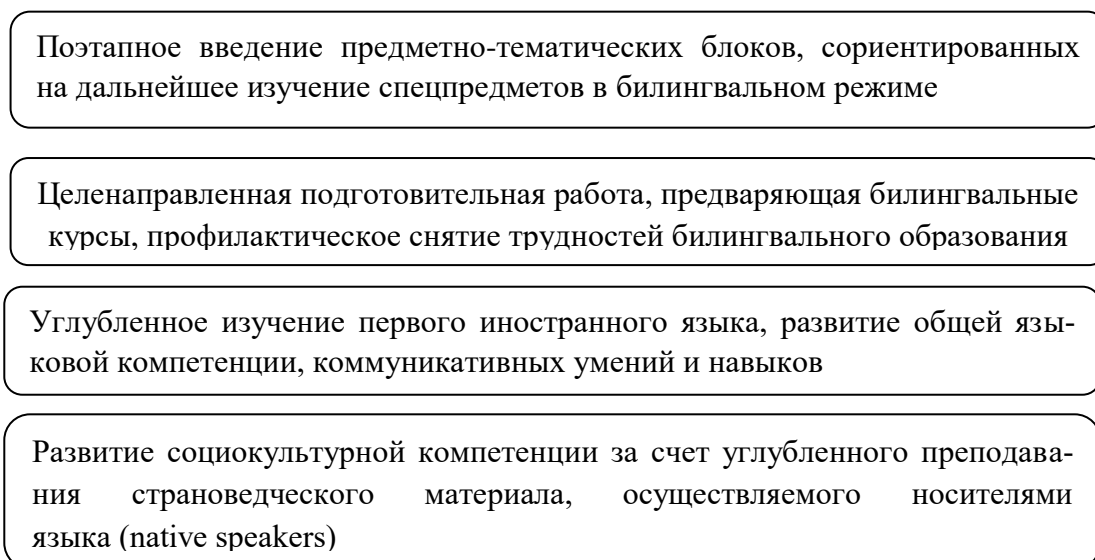 Поэтапное введение предметно-тематических блоков, сориентированных
на дальнейшее изучение спецпредметов в билингвальном режиме
Целенаправленная подготовительная работа, предваряющая билингвальные
курсы, профилактическое снятие трудностей билингвального образования
Углубленное изучение первого иностранного языка, развитие общей язы-
ковой компетенции, коммуникативных умений и навыков
Развитие социокультурной компетенции за счет углубленного преподава-
ния страноведческого материала, осуществляемого носителями
языка (native speakers)